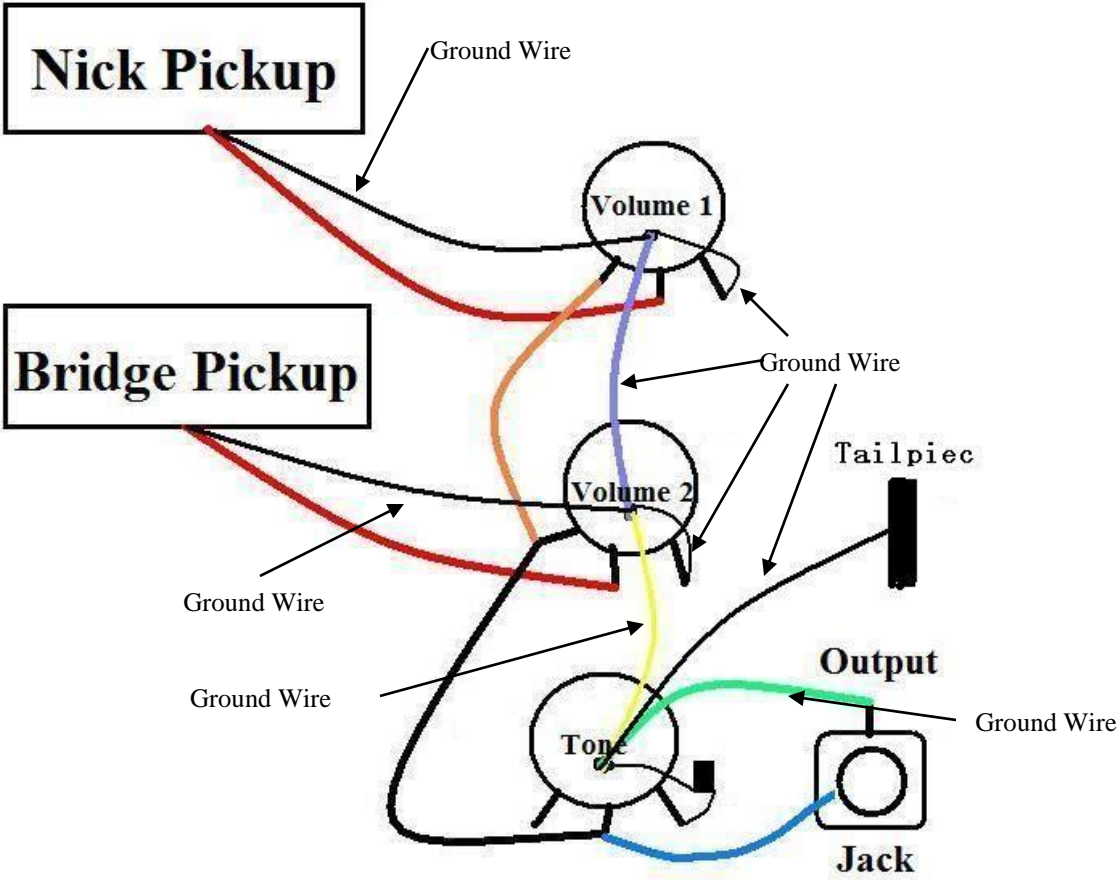 Nick Pickup
Ground Wire
Volume 1
Bridge Pickup
Ground Wire
Tailpiec
Volume 2
Ground Wire
Output
Ground Wire
Ground Wire
Tone
Jack